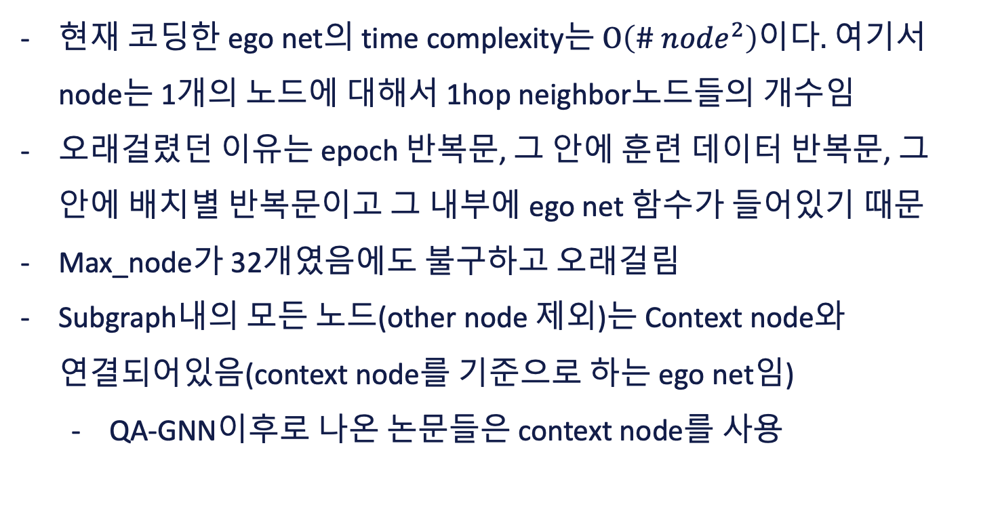 - 현재 코딩한 ego net의 time complexity는 O(# node²)이다. 여기서
node는 1개의 노드에 대해서 1hop neighbor노드들의 개수임
- 오래걸렸던 이유는 epoch 반복문, 그 안에 훈련 데이터 반복문, 그
안에 배치별 반복문이고 그 내부에 ego net 함수가 들어있기 때문
- Max_node가 32개였음에도 불구하고 오래걸림
- Subgraph내의 모든 노드(other node 제외)는 Context node와
연결되어있음(context node를 기준으로 하는 ego net임)
- QA-GNN이후로 나온 논문들은 context node를 사용